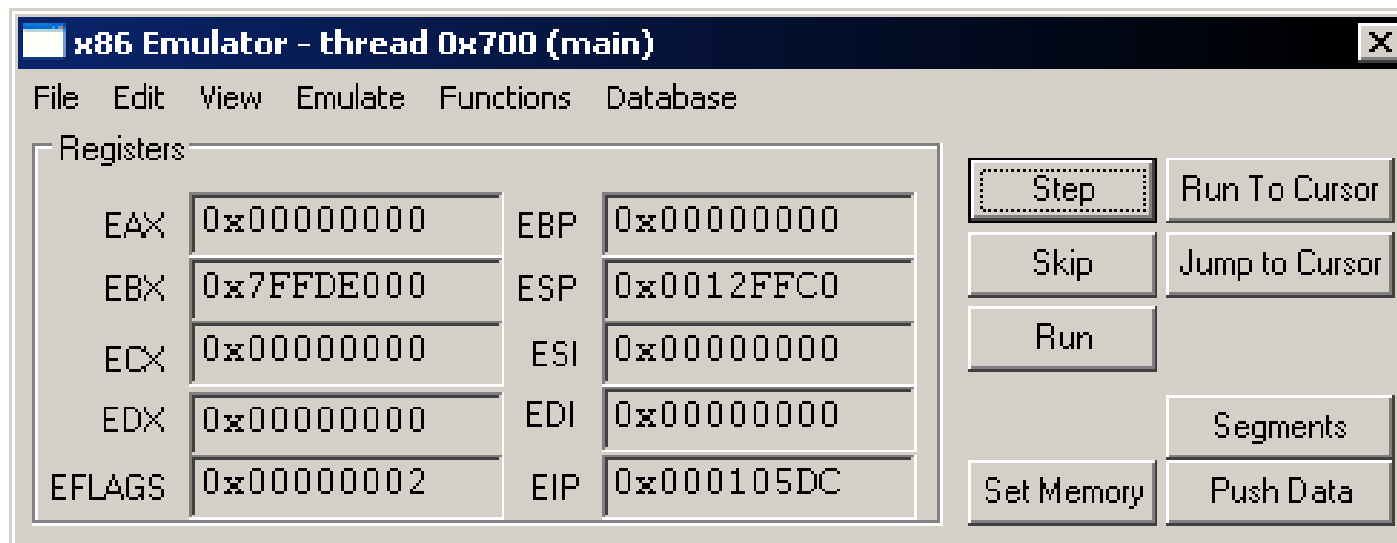 x86 Emulator - thread 0x700 (main)
File Edit View Emulate Functions Database
Registers
EAX 0x00000000 EBP 0x00000000 Step Run To Cursor
EBX 0x7FFDE000 ESP 0x0012FFC0 Skip Jump to Cursor
ECX 0x00000000 ESI 0x00000000 Run
EDX 0x00000000 EDI 0x00000000 Segments
EFLAGS 0x00000002 EIP 0x000105DC Set Memory Push Data